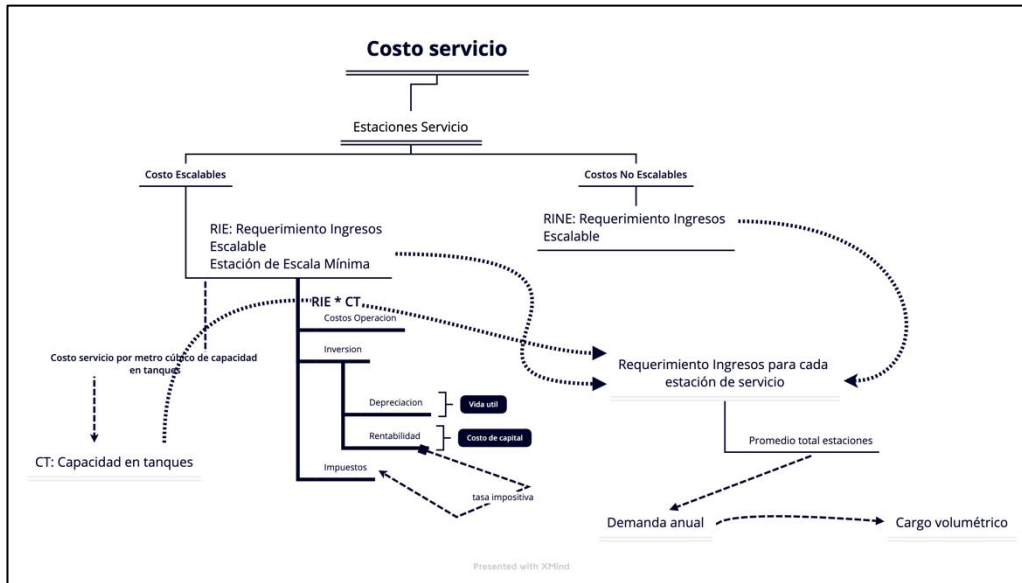 Costo servicio
Estaciones Servicio
Costo Escalables
Costos No Escalables
RIE: Requerimiento Ingresos
Escalable
Estación de Escala Mínima
RINE: Requerimiento Ingresos
Escalable
RIE * CT
Costos Operacion
Inversion
Costo servicio por metro cúbico de capacidad
en tanques
Requerimiento Ingresos para cada
estación de servicio
Depreciacion
Vida util
Rentabilidad
Costo de capital
Promedio total estaciones
CT: Capacidad en tanques
Impuestos
tasa impositiva
Demanda anual
Cargo volumétrico
Presented with XMind